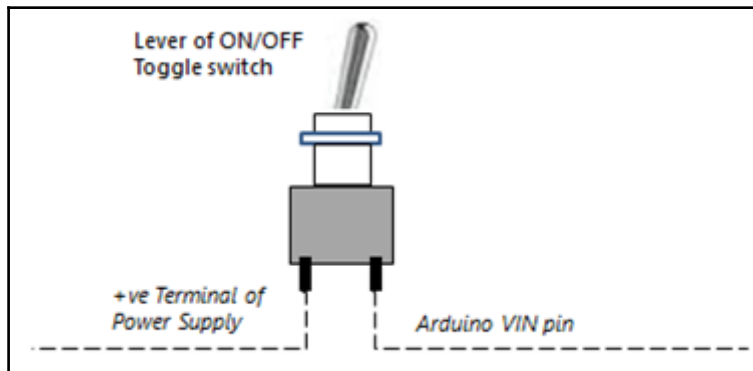 Lever of ON/OFF
Toggle switch
+ve Terminal of
Power Supply
Arduino VIN pin